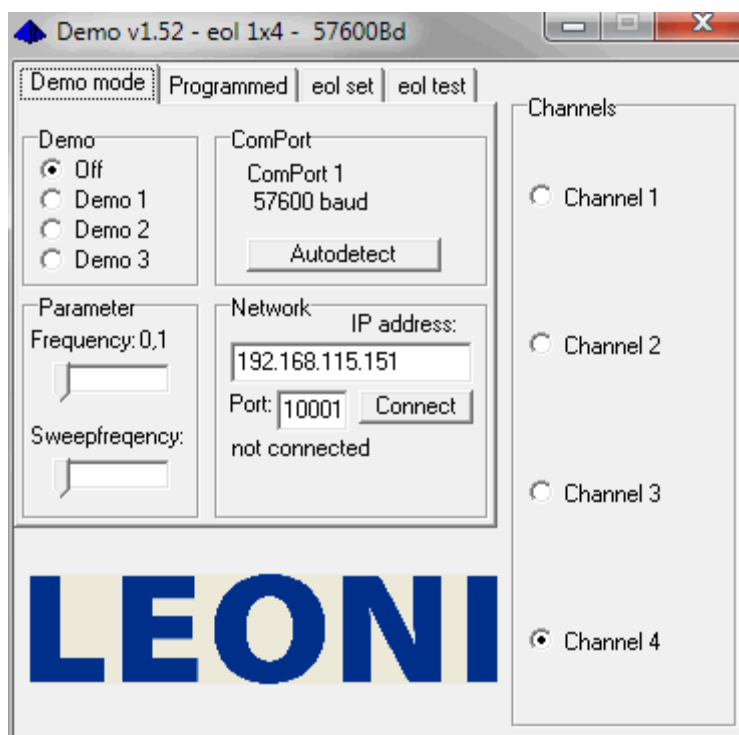 Demo v1.52 - eol 1x4 - 57600Bd
Demo mode Programmed eol set eol test
Demo
Off
Demo 1
Demo 2
Demo 3
ComPort
ComPort 1
57600 baud
Autodetect
Parameter
Frequency: 0,1
Sweepfreqency:
Network
IP address:
192.168.115.151
Port: 10001 Connect
not connected
Channels
Channel 1
Channel 2
Channel 3
Channel 4
LEONI